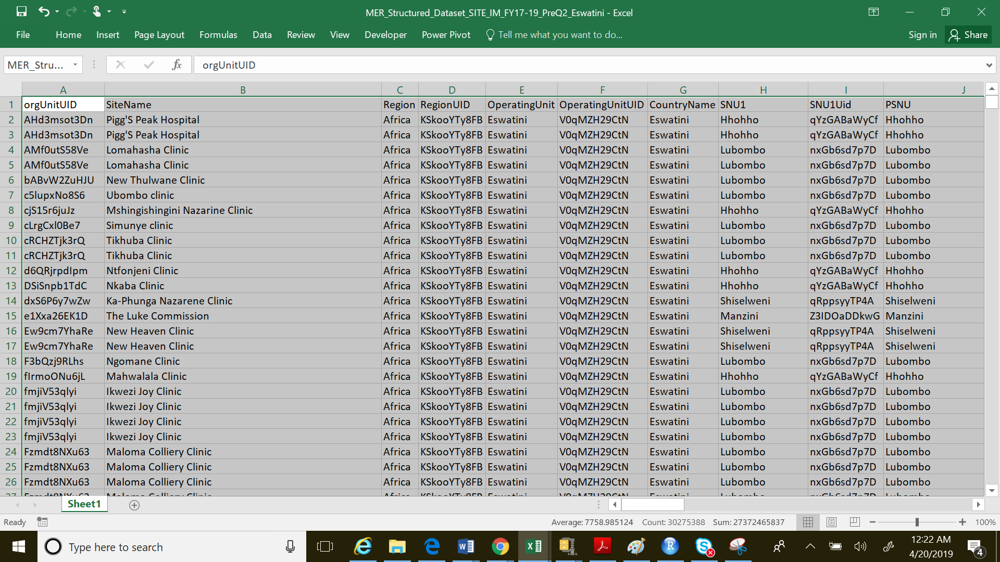 MER_Structured_Dataset_SITE_IM_FY17-19_PreQ2_Eswatini - Excel
File Home Insert Page Layout Formulas Data Review View Developer Power Pivot Tell me what you want to do... Sign in Share
MER_Stru... fx orgUnitUID
A B C D E F G H I J
1 orgUnitUID SiteName Region RegionUID OperatingUnit OperatingUnitUID CountryName SNU1 SNU1Uid PSNU
2 AHd3msot3Dn Pigg'S Peak Hospital Africa KSkooYTy8FB Eswatini V0qMZH29CtN Eswatini Hhohho qYzGABaWyCf Hhohho
3 AHd3msot3Dn Pigg'S Peak Hospital Africa KSkooYTy8FB Eswatini V0qMZH29CtN Eswatini Hhohho qYzGABaWyCf Hhohho
4 AMf0utS58Ve Lomahasha Clinic Africa KSkooYTy8FB Eswatini V0qMZH29CtN Eswatini Lubombo nxGb6sd7p7D Lubombo
5 AMf0utS58Ve Lomahasha Clinic Africa KSkooYTy8FB Eswatini V0qMZH29CtN Eswatini Lubombo nxGb6sd7p7D Lubombo
6 bABvW2ZuHJU New Thulwane Clinic Africa KSkooYTy8FB Eswatini V0qMZH29CtN Eswatini Lubombo nxGb6sd7p7D Lubombo
7 c5lupxNo8S6 Ubombo clinic Africa KSkooYTy8FB Eswatini V0qMZH29CtN Eswatini Lubombo nxGb6sd7p7D Lubombo
8 cjS15r6juJz Mshingishingini Nazarine Clinic Africa KSkooYTy8FB Eswatini V0qMZH29CtN Eswatini Hhohho qYzGABaWyCf Hhohho
9 cLrgCxl0Be7 Simunye clinic Africa KSkooYTy8FB Eswatini V0qMZH29CtN Eswatini Lubombo nxGb6sd7p7D Lubombo
10 cRCHZTjk3rQ Tikhuba Clinic Africa KSkooYTy8FB Eswatini V0qMZH29CtN Eswatini Lubombo nxGb6sd7p7D Lubombo
11 cRCHZTjk3rQ Tikhuba Clinic Africa KSkooYTy8FB Eswatini V0qMZH29CtN Eswatini Lubombo nxGb6sd7p7D Lubombo
12 d6QRjrpdIpm Ntfonjeni Clinic Africa KSkooYTy8FB Eswatini V0qMZH29CtN Eswatini Hhohho qYzGABaWyCf Hhohho
13 DSiSnpb1TdC Nkaba Clinic Africa KSkooYTy8FB Eswatini V0qMZH29CtN Eswatini Hhohho qYzGABaWyCf Hhohho
14 dxS6P6y7wZw Ka-Phunga Nazarene Clinic Africa KSkooYTy8FB Eswatini V0qMZH29CtN Eswatini Shiselweni qRppsyyTP4A Shiselweni
15 e1Xxa26EK1D The Luke Commission Africa KSkooYTy8FB Eswatini V0qMZH29CtN Eswatini Manzini Z3IDOaDDkwG Manzini
16 Ew9cm7YhaRe New Heaven Clinic Africa KSkooYTy8FB Eswatini V0qMZH29CtN Eswatini Shiselweni qRppsyyTP4A Shiselweni
17 Ew9cm7YhaRe New Heaven Clinic Africa KSkooYTy8FB Eswatini V0qMZH29CtN Eswatini Shiselweni qRppsyyTP4A Shiselweni
18 F3bQzj9RLhs Ngomane Clinic Africa KSkooYTy8FB Eswatini V0qMZH29CtN Eswatini Lubombo nxGb6sd7p7D Lubombo
19 fIrmoONu6jL Mahwalala Clinic Africa KSkooYTy8FB Eswatini V0qMZH29CtN Eswatini Hhohho qYzGABaWyCf Hhohho
20 fmjiV53qlyi Ikwezi Joy Clinic Africa KSkooYTy8FB Eswatini V0qMZH29CtN Eswatini Lubombo nxGb6sd7p7D Lubombo
21 fmjiV53qlyi Ikwezi Joy Clinic Africa KSkooYTy8FB Eswatini V0qMZH29CtN Eswatini Lubombo nxGb6sd7p7D Lubombo
22 fmjiV53qlyi Ikwezi Joy Clinic Africa KSkooYTy8FB Eswatini V0qMZH29CtN Eswatini Lubombo nxGb6sd7p7D Lubombo
23 fmjiV53qlyi Ikwezi Joy Clinic Africa KSkooYTy8FB Eswatini V0qMZH29CtN Eswatini Lubombo nxGb6sd7p7D Lubombo
24 Fzmdt8NXu63 Maloma Colliery Clinic Africa KSkooYTy8FB Eswatini V0qMZH29CtN Eswatini Lubombo nxGb6sd7p7D Lubombo
25 Fzmdt8NXu63 Maloma Colliery Clinic Africa KSkooYTy8FB Eswatini V0qMZH29CtN Eswatini Lubombo nxGb6sd7p7D Lubombo
26 Fzmdt8NXu63 Maloma Colliery Clinic Africa KSkooYTy8FB Eswatini V0qMZH29CtN Eswatini Lubombo nxGb6sd7p7D Lubombo
Sheet1
Ready Average: 7758.985124 Count: 30275388 Sum: 27372465837 100%
Type here to search
12:22 AM
4/20/2019
4